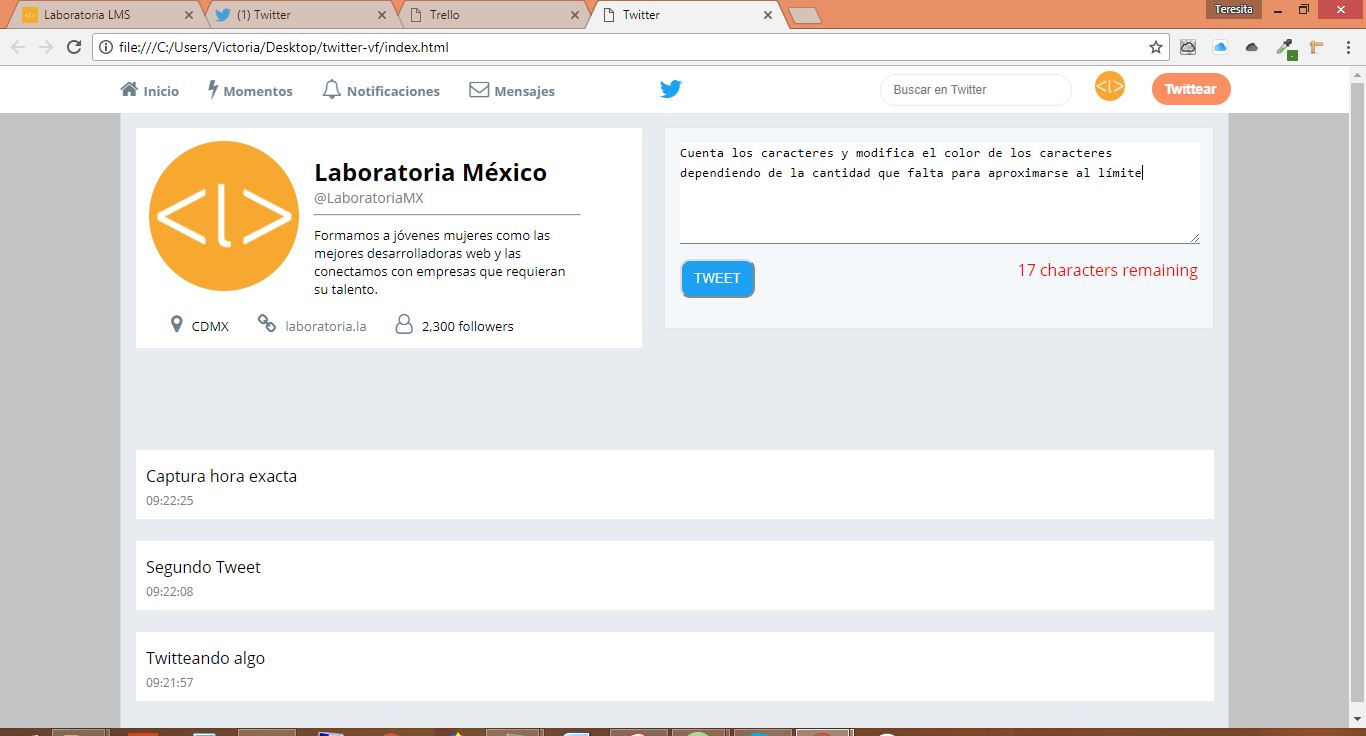 Laboratoria LMS
(1) Twitter
Trello
Twitter
Teresita
file:///C:/Users/Victoria/Desktop/twitter-vf/index.html
Inicio
Momentos
Notificaciones
Mensajes
Buscar en Twitter
Twittear
Laboratoria México
@LaboratoriaMX
Formamos a jóvenes mujeres como las
mejores desarrolladoras web y las
conectamos con empresas que requieran
su talento.
CDMX
laboratoria.la
2,300 followers
Cuenta los caracteres y modifica el color de los caracteres
dependiendo de la cantidad que falta para aproximarse al límite
TWEET
17 characters remaining
Captura hora exacta
09:22:25
Segundo Tweet
09:22:08
Twitteando algo
09:21:57